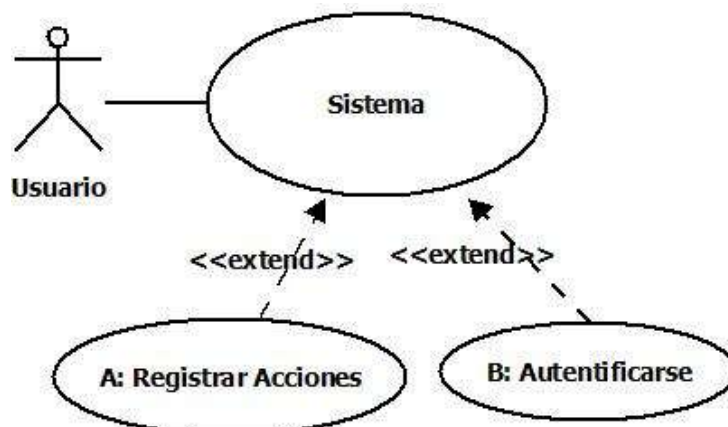 Sistema
Usuario
<<extend>>
<<extend>>
A: Registrar Acciones
B: Autentificarse